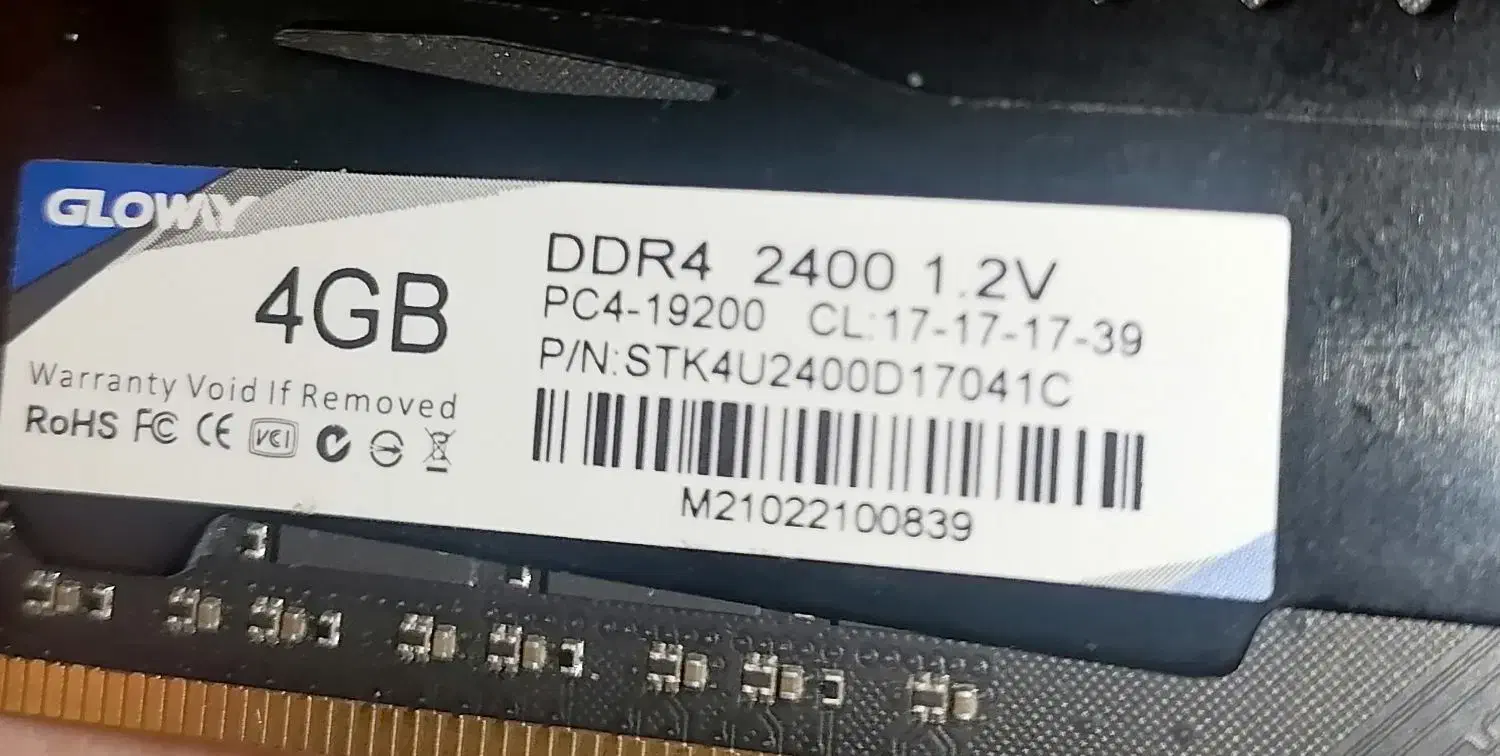 GLOWAY
4GB
DDR4 2400 1.2V
PC4-19200 CL:17-17-17-39
P/N:STK4U2400D17041C
Warranty Void If Removed
RoHS FC CE VCI
M21022100839